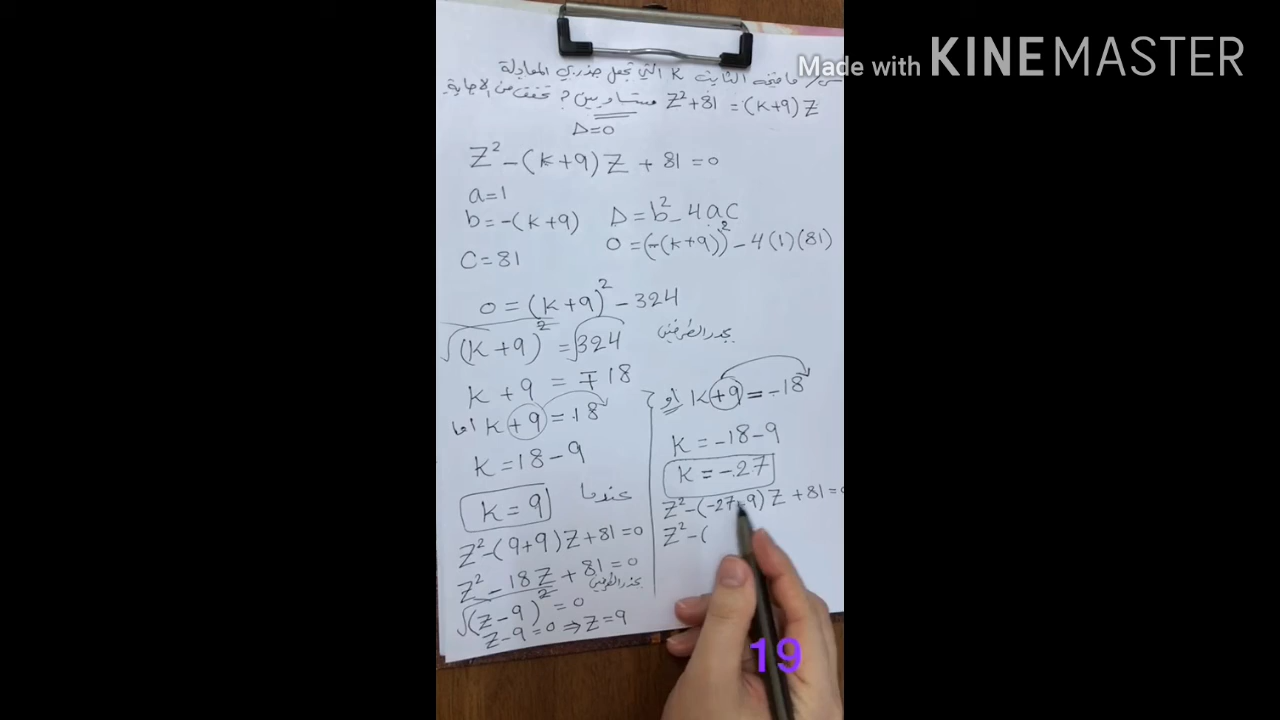 Made with KINEMASTER
س/ ما قيمة الثابت K التي تجعل جذري المعادلة
Z²+81 = (K+9)Z متساويين؟ تحقق من الاجابة
Δ=0
Z² - (K+9)Z + 81 = 0
a=1
b=-(K+9)
C=81
Δ = b² - 4aC
0 = (-(K+9))² - 4(1)(81)
0 = (K+9)² - 324
√(K+9)² = √324 بجذر الطرفين
K+9 = ∓18
اما K+9 = 18
K = 18-9
K = 9 عندما
Z²-(9+9)Z+81=0
Z²-18Z+81=0
√(Z-9)² = 0 بجذر الطرفين
Z-9=0 ⇒ Z=9
أو K+9 = -18
K = -18-9
K = -27
Z²-(-27+9)Z+81=0
Z²-(
19